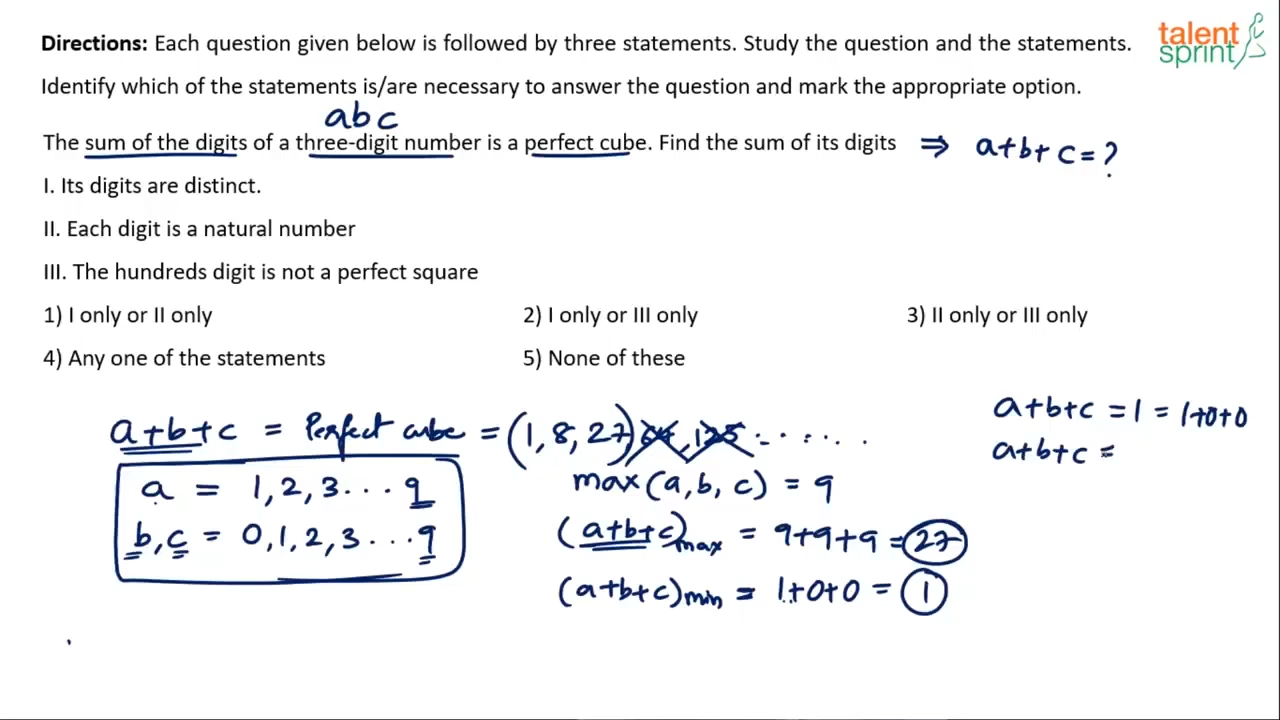 talent
sprint
Directions: Each question given below is followed by three statements. Study the question and the statements.
Identify which of the statements is/are necessary to answer the question and mark the appropriate option.
abc
The sum of the digits of a three-digit number is a perfect cube. Find the sum of its digits ⇒ a+b+c=?
I. Its digits are distinct.
II. Each digit is a natural number
III. The hundreds digit is not a perfect square
1) I only or II only 2) I only or III only 3) II only or III only
4) Any one of the statements 5) None of these
a+b+c = 1 = 1+0+0
a+b+c = Perfect cube = (1, 8, 27) 64, 125 . . . . . .
a+b+c =
a = 1, 2, 3 ... 9
max(a, b, c) = 9
b, c = 0, 1, 2, 3 ... 9
(a+b+c)max = 9+9+9 = 27
(a+b+c)min = 1+0+0 = 1